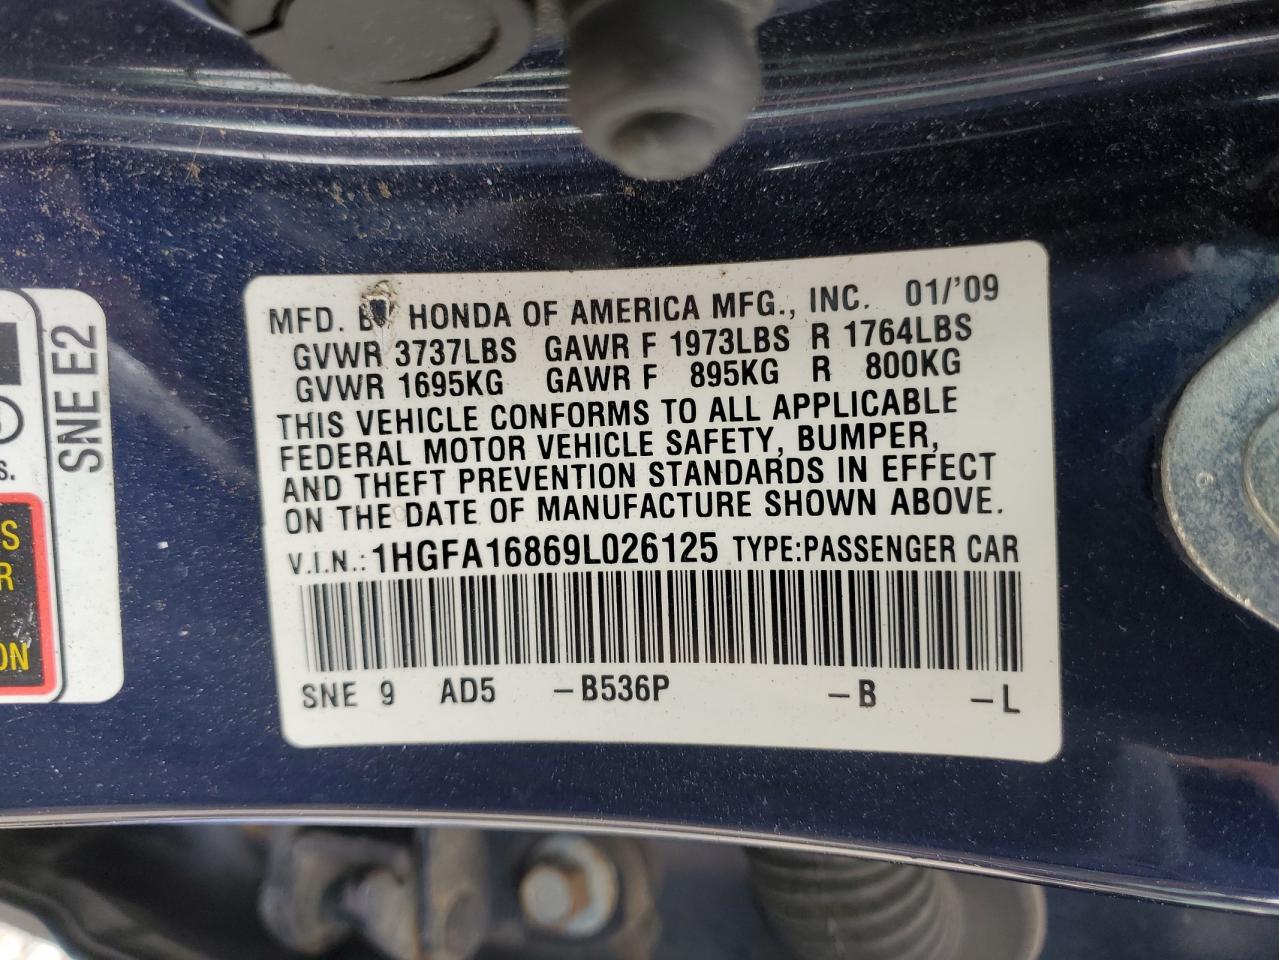 MFD. BY HONDA OF AMERICA MFG., INC. 01/'09
GVWR 3737LBS GAWR F 1973LBS R 1764LBS
GVWR 1695KG GAWR F 895KG R 800KG
THIS VEHICLE CONFORMS TO ALL APPLICABLE
FEDERAL MOTOR VEHICLE SAFETY, BUMPER,
AND THEFT PREVENTION STANDARDS IN EFFECT
ON THE DATE OF MANUFACTURE SHOWN ABOVE.
V.I.N.: 1HGFA16869L026125 TYPE:PASSENGER CAR
SNE 9 AD5 -B536P -B -L
SNE E2
S.
S
R
ON